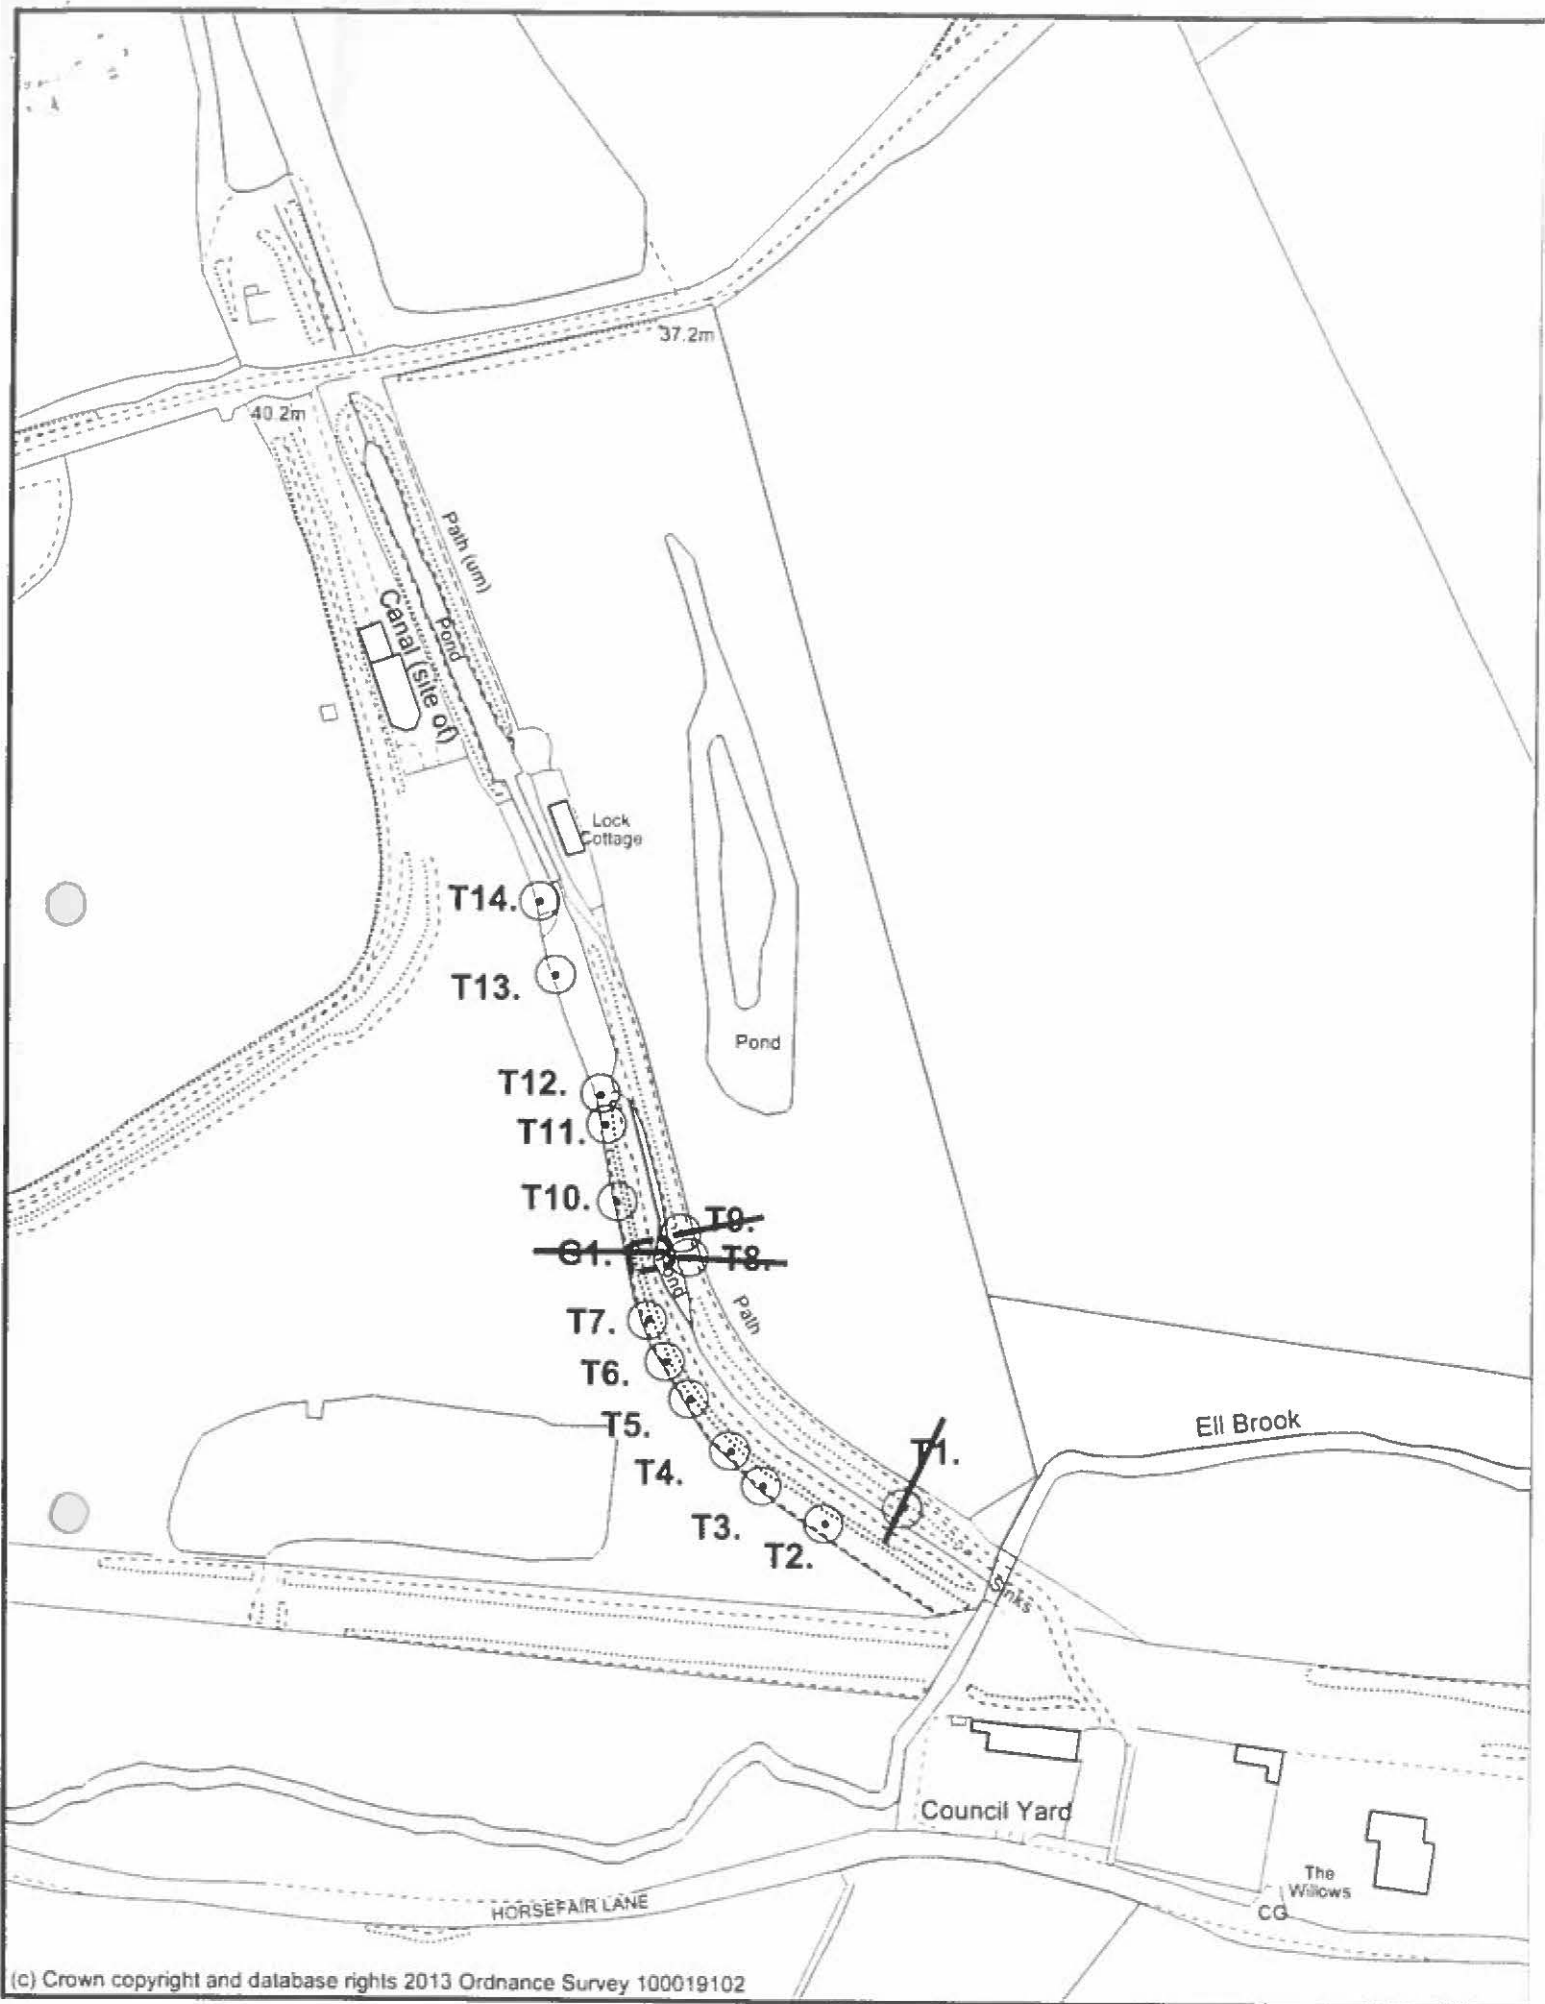 37.2m
40.2m
Path (um)
Canal (site of)
Pond
Lock
Cottage
T14.
T13.
Pond
T12.
T11.
T10.
T9.
G1.
T8.
Path
T7.
T6.
T5.
Ell Brook
T1.
T4.
T3.
T2.
Sinks
Council Yard
The
Willows
CG
HORSEFAIR LANE
(c) Crown copyright and database rights 2013 Ordnance Survey 100019102